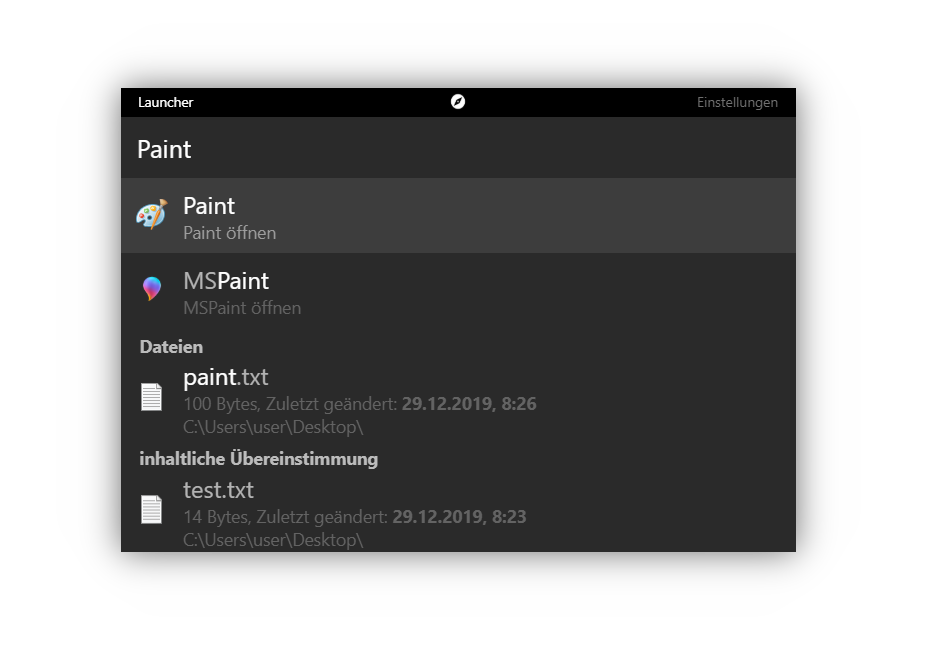 Launcher
Einstellungen
Paint
Paint
Paint öffnen
MSPaint
MSPaint öffnen
Dateien
paint.txt
100 Bytes, Zuletzt geändert: 29.12.2019, 8:26
C:\Users\user\Desktop\
inhaltliche Übereinstimmung
test.txt
14 Bytes, Zuletzt geändert: 29.12.2019, 8:23
C:\Users\user\Desktop\